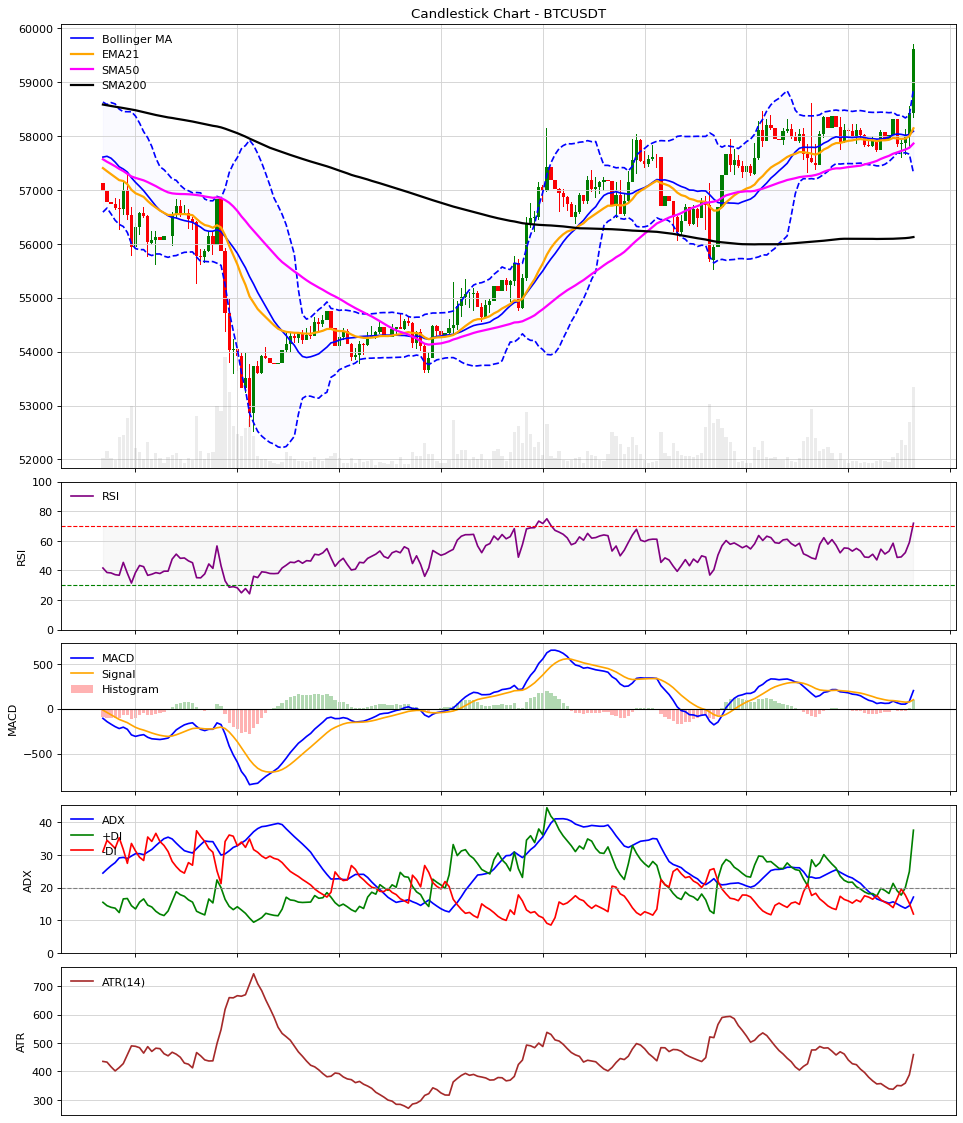 Candlestick Chart - BTCUSDT
60000
59000
58000
57000
56000
55000
54000
53000
52000
Bollinger MA
EMA21
SMA50
SMA200
100
80
60
40
20
0
RSI
RSI
500
0
−500
MACD
MACD
Signal
Histogram
40
30
20
10
0
ADX
ADX
+DI
-DI
700
600
500
400
300
ATR
ATR(14)